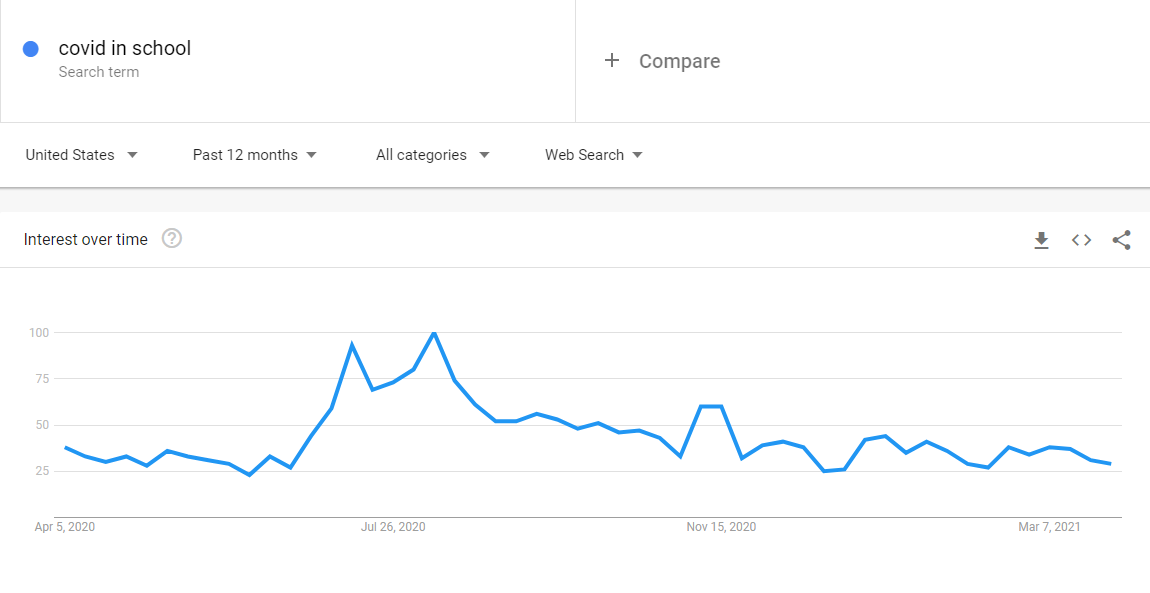 covid in school
Search term
+ Compare
United States
Past 12 months
All categories
Web Search
Interest over time ?
100
75
50
25
Apr 5, 2020
Jul 26, 2020
Nov 15, 2020
Mar 7, 2021